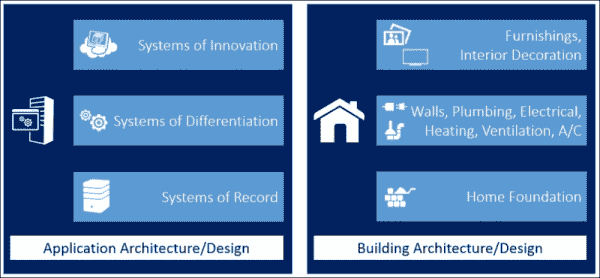 Systems of Innovation
Systems of Differentiation
Systems of Record
Application Architecture/Design
Furnishings,
Interior Decoration
Walls, Plumbing, Electrical,
Heating, Ventilation, A/C
Home Foundation
Building Architecture/Design